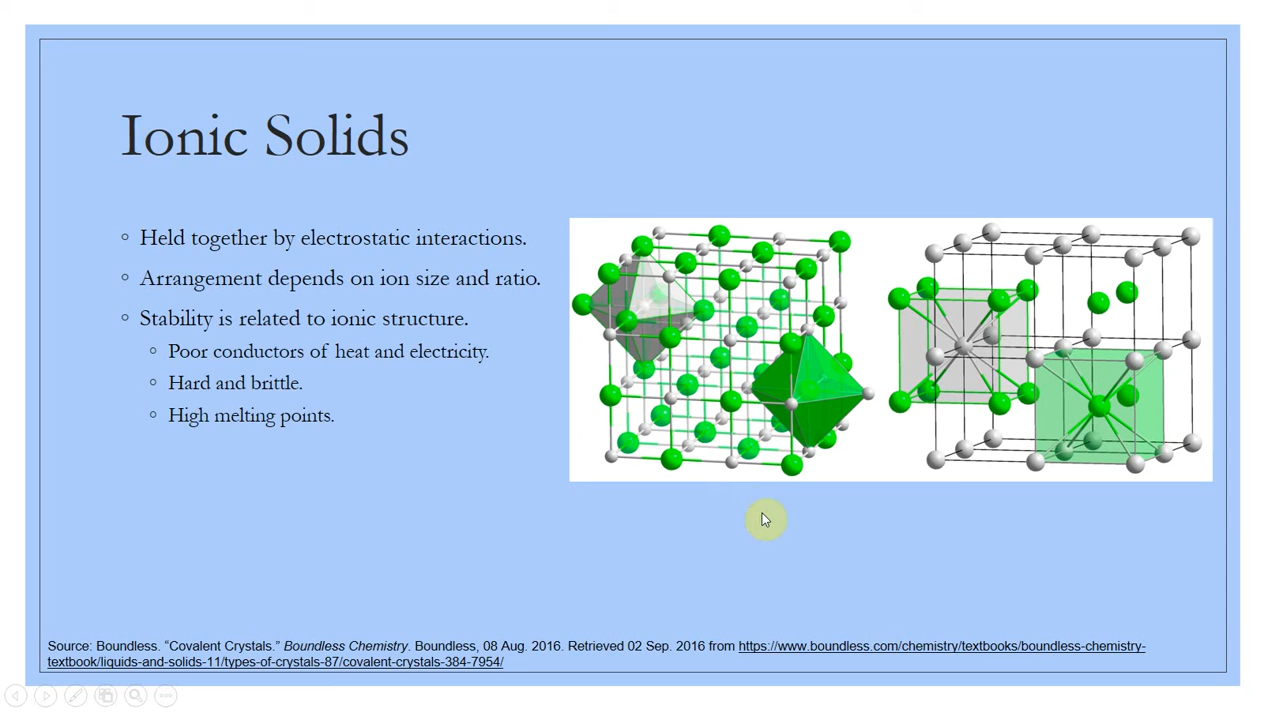 Ionic Solids
◦ Held together by electrostatic interactions.
◦ Arrangement depends on ion size and ratio.
◦ Stability is related to ionic structure.
◦ Poor conductors of heat and electricity.
◦ Hard and brittle.
◦ High melting points.
Source: Boundless. “Covalent Crystals.” Boundless Chemistry. Boundless, 08 Aug. 2016. Retrieved 02 Sep. 2016 from https://www.boundless.com/chemistry/textbooks/boundless-chemistry-
textbook/liquids-and-solids-11/types-of-crystals-87/covalent-crystals-384-7954/